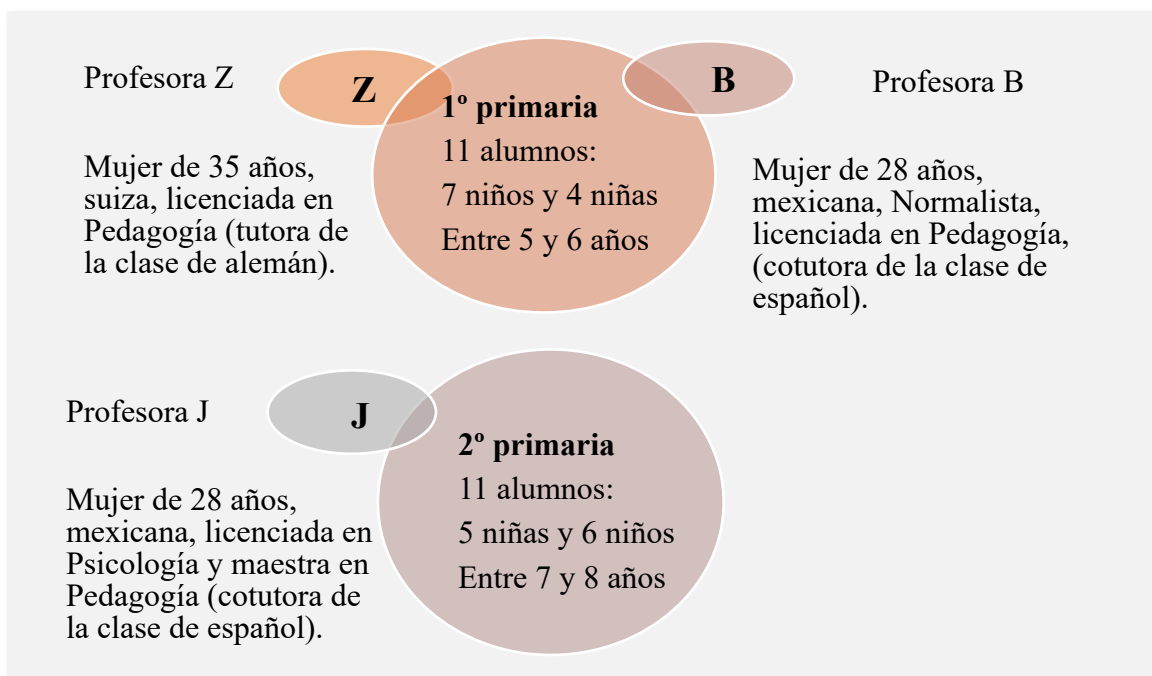 Profesora Z
Z
B
Profesora B
1º primaria
11 alumnos:
7 niños y 4 niñas
Entre 5 y 6 años
Mujer de 35 años,
suiza, licenciada en
Pedagogía (tutora de
la clase de alemán).
Mujer de 28 años,
mexicana, Normalista,
licenciada en Pedagogía,
(cotutora de la clase de
español).
Profesora J
J
2º primaria
11 alumnos:
5 niñas y 6 niños
Entre 7 y 8 años
Mujer de 28 años,
mexicana, licenciada en
Psicología y maestra en
Pedagogía (cotutora de
la clase de español).